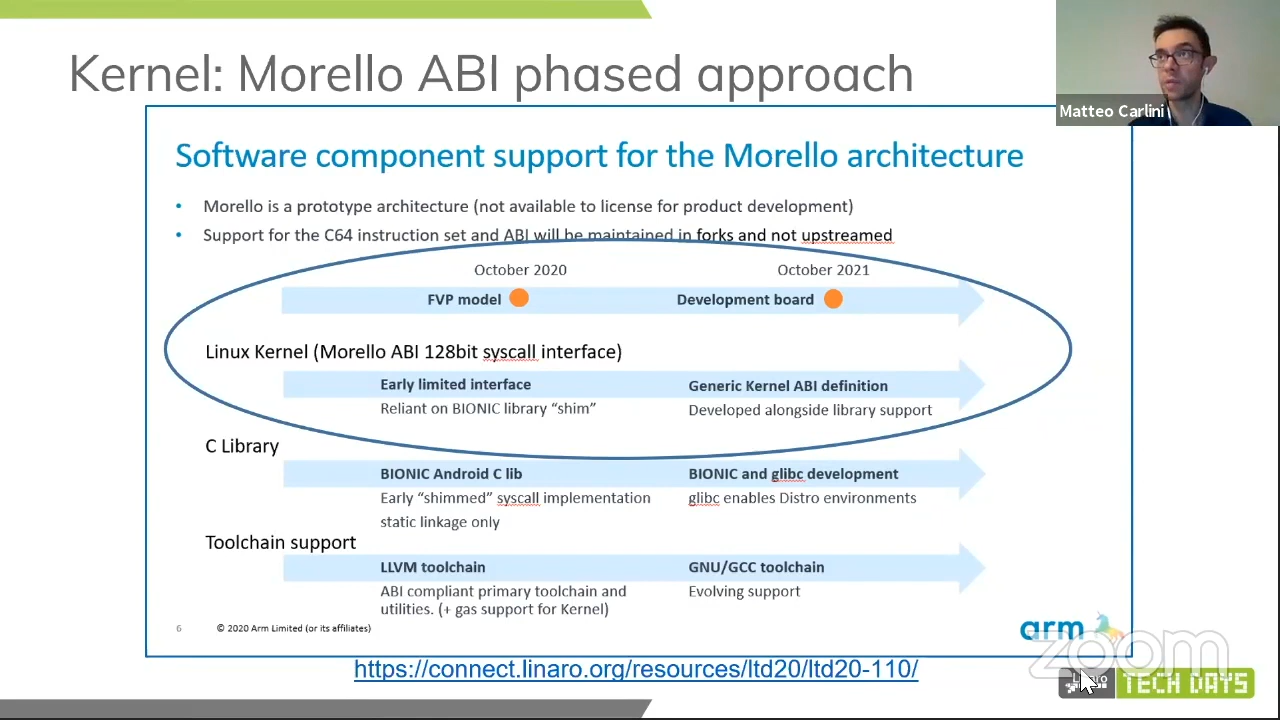 Kernel: Morello ABI phased approach
Matteo Carlini
Software component support for the Morello architecture
• Morello is a prototype architecture (not available to license for product development)
• Support for the C64 instruction set and ABI will be maintained in forks and not upstreamed
October 2020 October 2021
FVP model Development board
Linux Kernel (Morello ABI 128bit syscall interface)
Early limited interface Generic Kernel ABI definition
Reliant on BIONIC library “shim” Developed alongside library support
C Library
BIONIC Android C lib BIONIC and glibc development
Early “shimmed” syscall implementation glibc enables Distro environments
static linkage only
Toolchain support
LLVM toolchain GNU/GCC toolchain
ABI compliant primary toolchain and Evolving support
utilities. (+ gas support for Kernel)
6 © 2020 Arm Limited (or its affiliates)
arm
zoom
https://connect.linaro.org/resources/ltd20/ltd20-110/
TECH DAYS